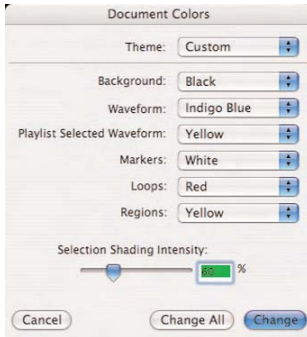 Document Colors
Theme: Custom
Background: Black
Waveform: Indigo Blue
Playlist Selected Waveform: Yellow
Markers: White
Loops: Red
Regions: Yellow
Selection Shading Intensity:
60 %
Cancel Change All Change